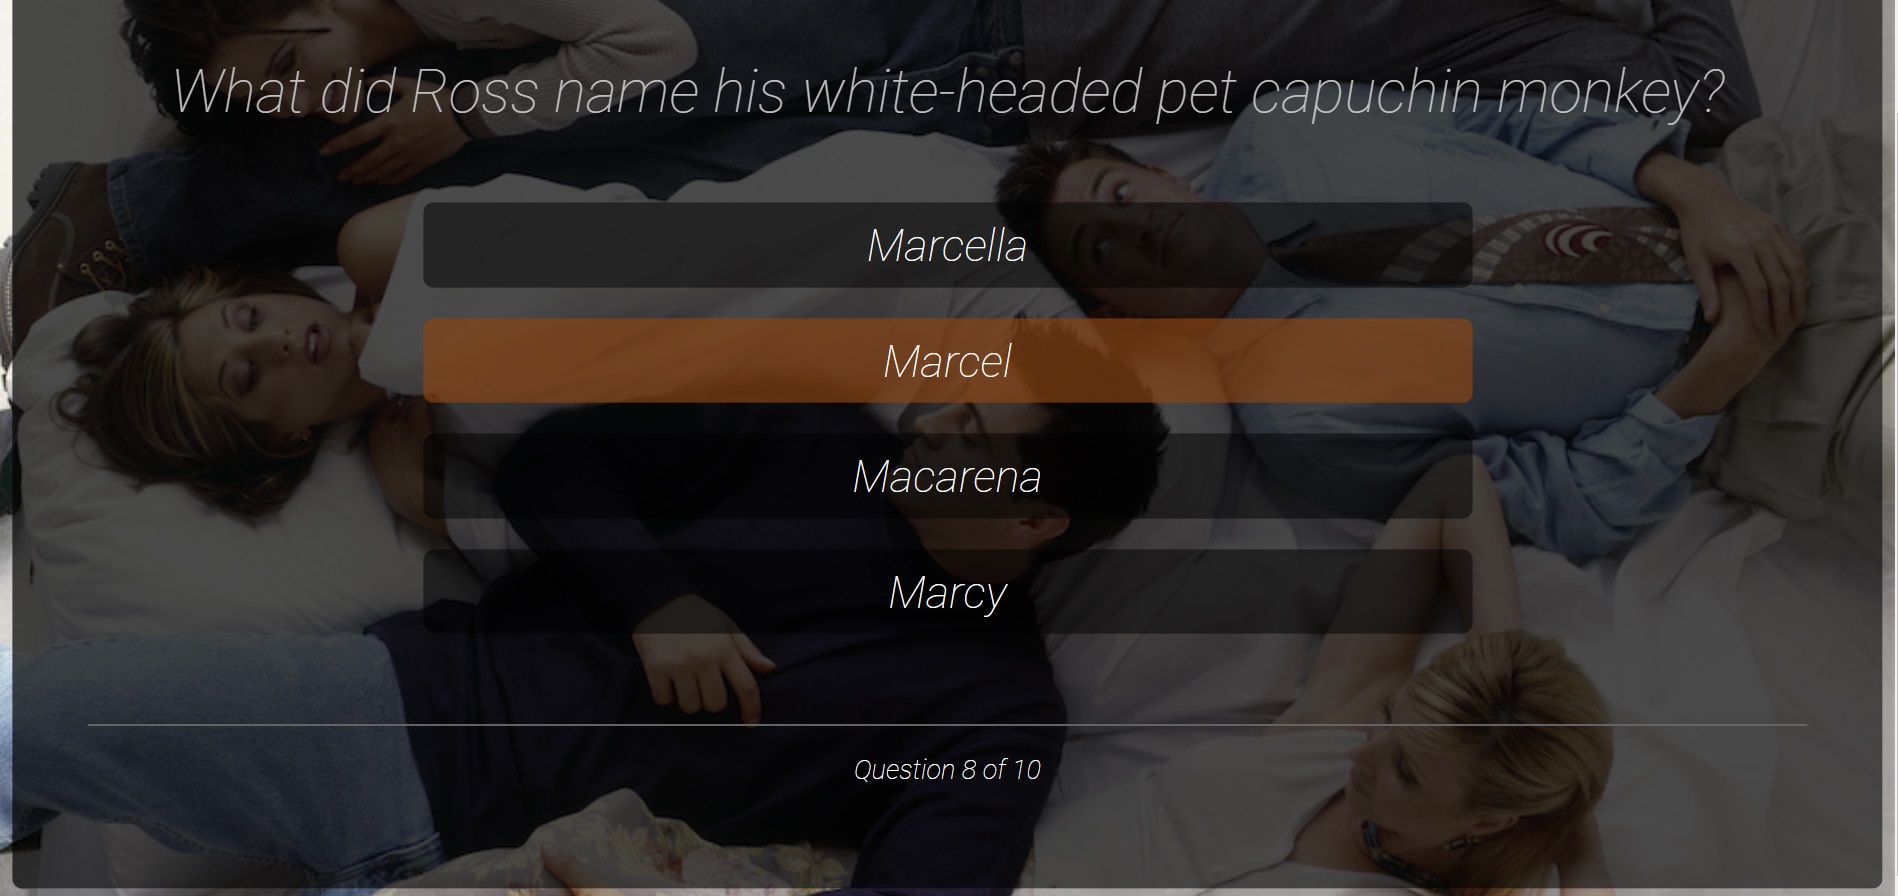 What did Ross name his white-headed pet capuchin monkey?
Marcella
Marcel
Macarena
Marcy
Question 8 of 10